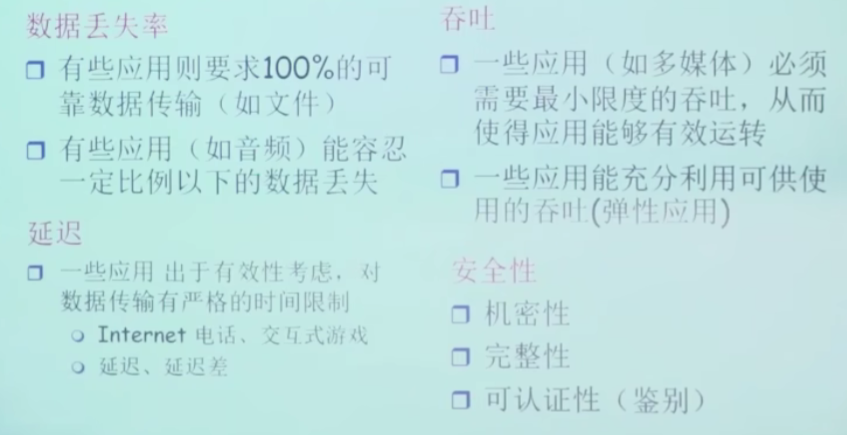 数据丢失率
有些应用则要求100%的可
靠数据传输（如文件）
有些应用（如音频）能容忍
一定比例以下的数据丢失
延迟
一些应用 出于有效性考虑，对
数据传输有严格的时间限制
Internet 电话、交互式游戏
延迟、延迟差
吞吐
一些应用（如多媒体）必须
需要最小限度的吞吐，从而
使得应用能够有效运转
一些应用能充分利用可供使
用的吞吐(弹性应用)
安全性
机密性
完整性
可认证性（鉴别）